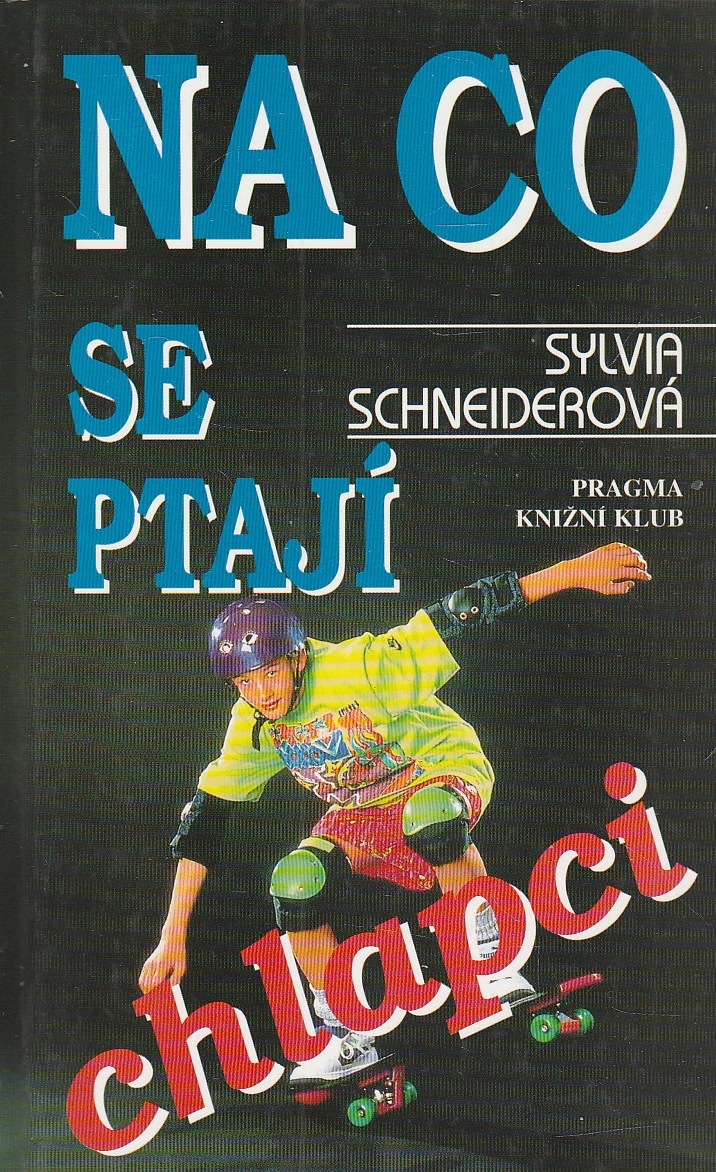 NA CO
SE
PTAJÍ
SYLVIA
SCHNEIDEROVÁ
PRAGMA
KNIŽNÍ KLUB
chlapci